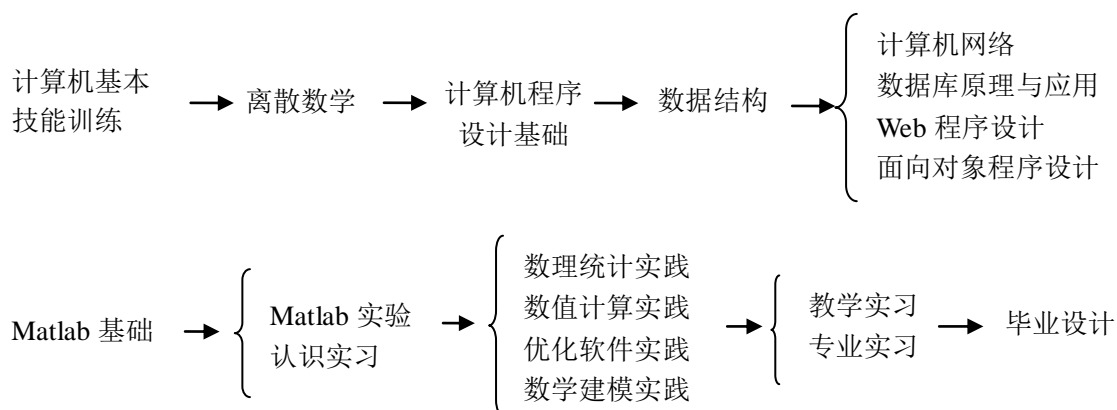 计算机基本
技能训练
离散数学
计算机程序
设计基础
数据结构
计算机网络
数据库原理与应用
Web 程序设计
面向对象程序设计
Matlab 基础
Matlab 实验
认识实习
数理统计实践
数值计算实践
优化软件实践
数学建模实践
教学实习
专业实习
毕业设计